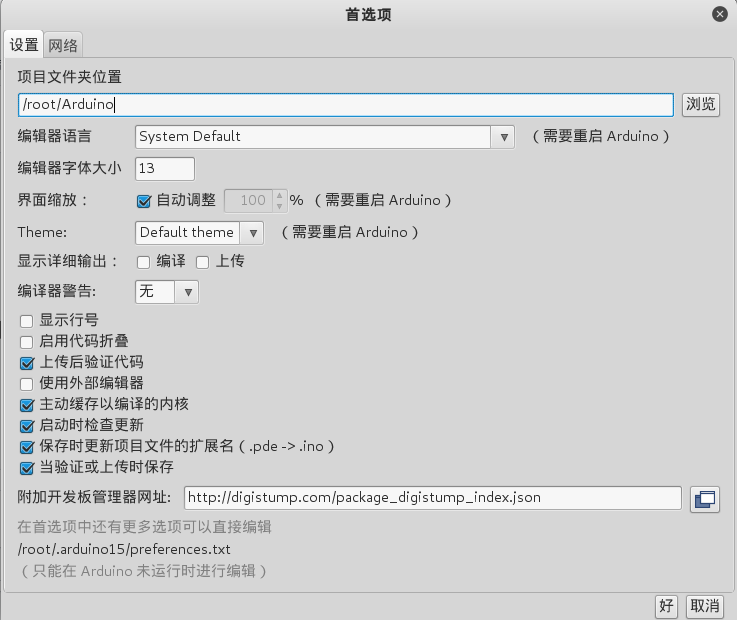 首选项
设置 网络
项目文件夹位置
/root/Arduino 浏览
编辑器语言 System Default （需要重启 Arduino）
编辑器字体大小 13
界面缩放： 自动调整 100 % （需要重启 Arduino）
Theme: Default theme （需要重启 Arduino）
显示详细输出： 编译 上传
编译器警告: 无
显示行号
启用代码折叠
上传后验证代码
使用外部编辑器
主动缓存以编译的内核
启动时检查更新
保存时更新项目文件的扩展名（.pde -> .ino）
当验证或上传时保存
附加开发板管理器网址: http://digistump.com/package_digistump_index.json
在首选项中还有更多选项可以直接编辑
/root/.arduino15/preferences.txt
（只能在 Arduino 未运行时进行编辑）
好 取消